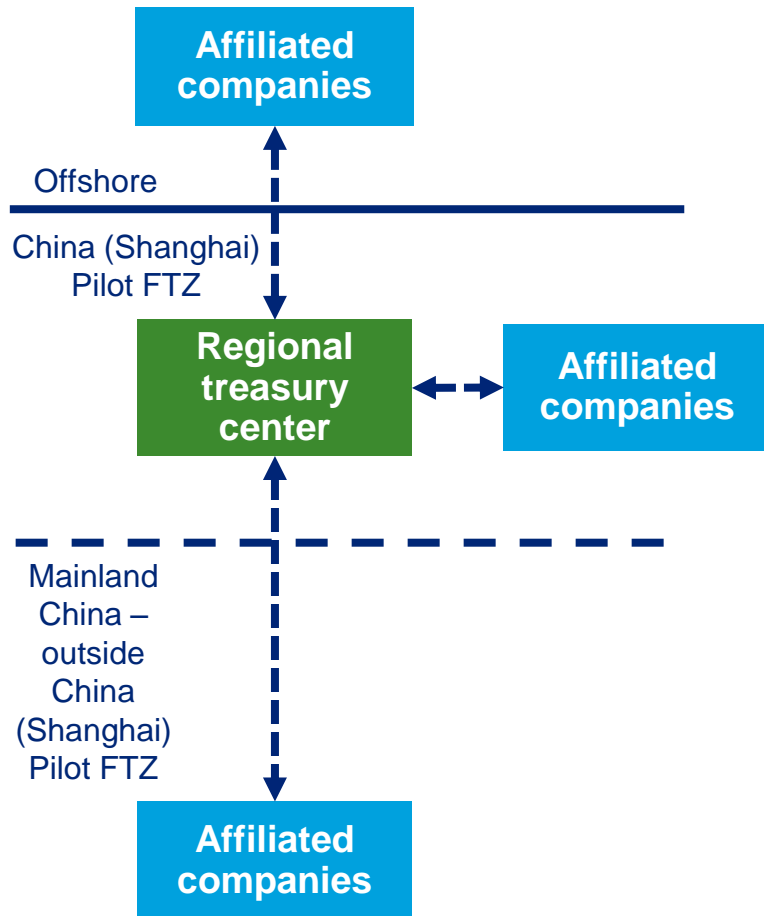 Affiliated
companies
Offshore
China (Shanghai)
Pilot FTZ
Regional
treasury
center
Affiliated
companies
Mainland
China –
outside
China
(Shanghai)
Pilot FTZ
Affiliated
companies